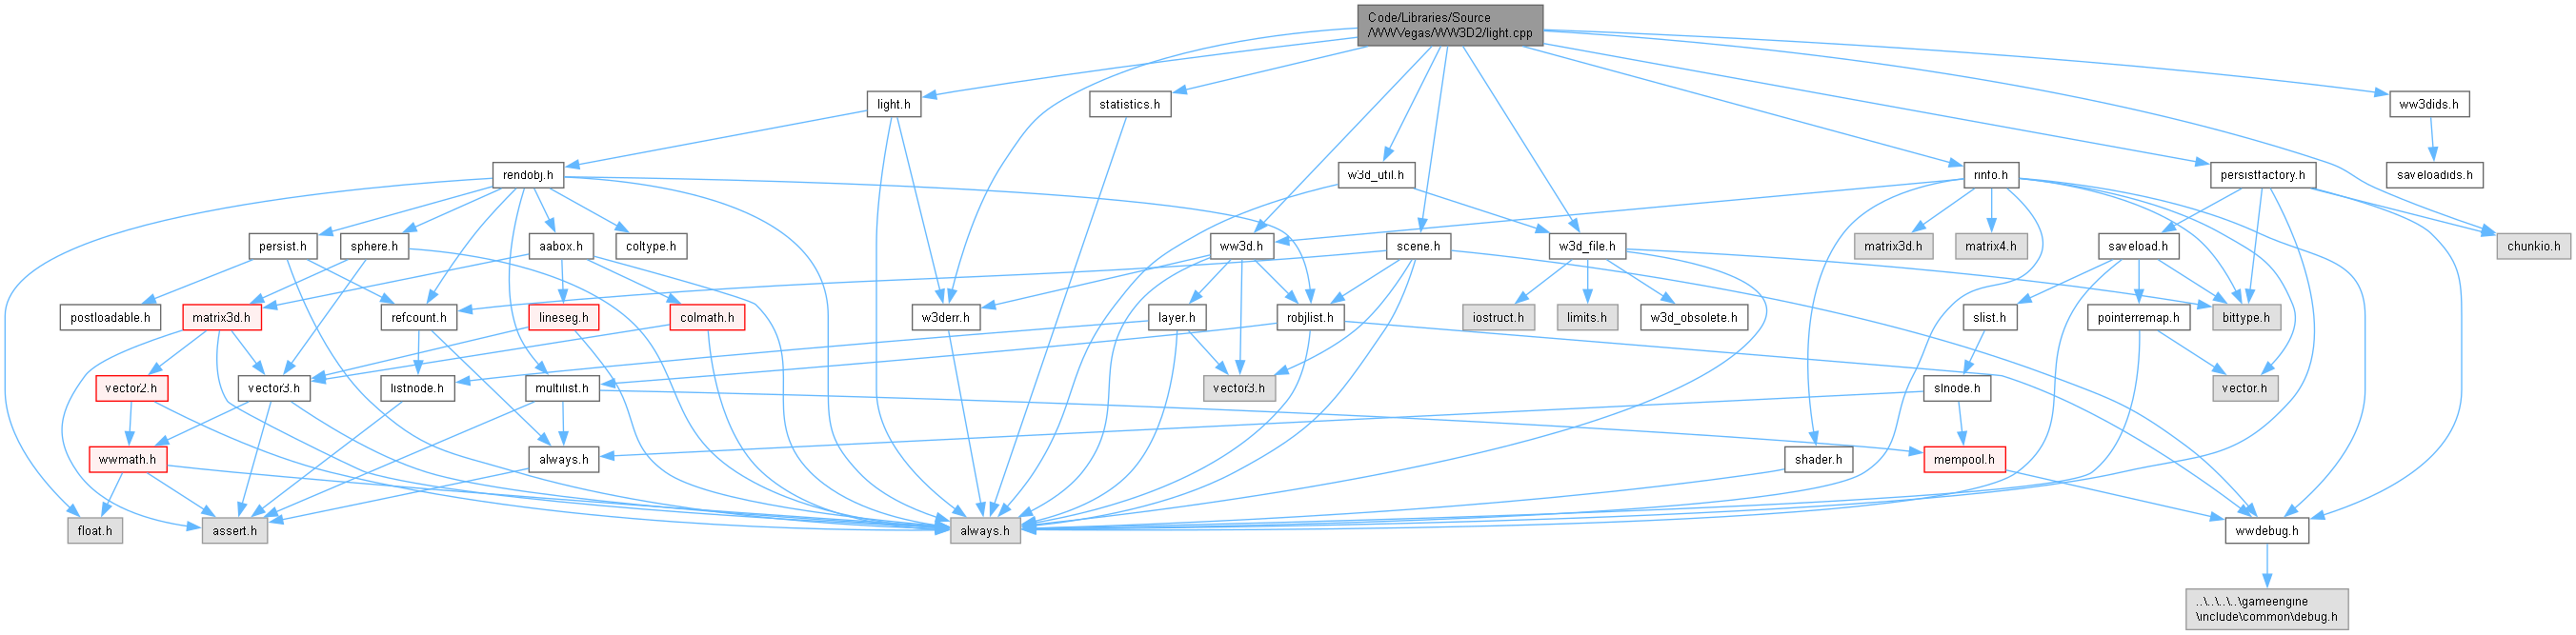 Code/Libraries/Source
/WWVegas/WW3D2/light.cpp
light.h
statistics.h
ww3dids.h
rendobj.h
w3d_util.h
rinfo.h
persistfactory.h
saveloadids.h
persist.h
sphere.h
aabox.h
coltype.h
ww3d.h
scene.h
w3d_file.h
matrix3d.h
matrix4.h
saveload.h
chunkio.h
postloadable.h
matrix3d.h
refcount.h
lineseg.h
colmath.h
w3derr.h
layer.h
robjlist.h
iostruct.h
limits.h
w3d_obsolete.h
slist.h
pointerremap.h
bittype.h
vector2.h
vector3.h
listnode.h
multilist.h
vector3.h
slnode.h
vector.h
wwmath.h
always.h
shader.h
mempool.h
float.h
assert.h
always.h
wwdebug.h
..\..\..\..\gameengine
\include\common\debug.h